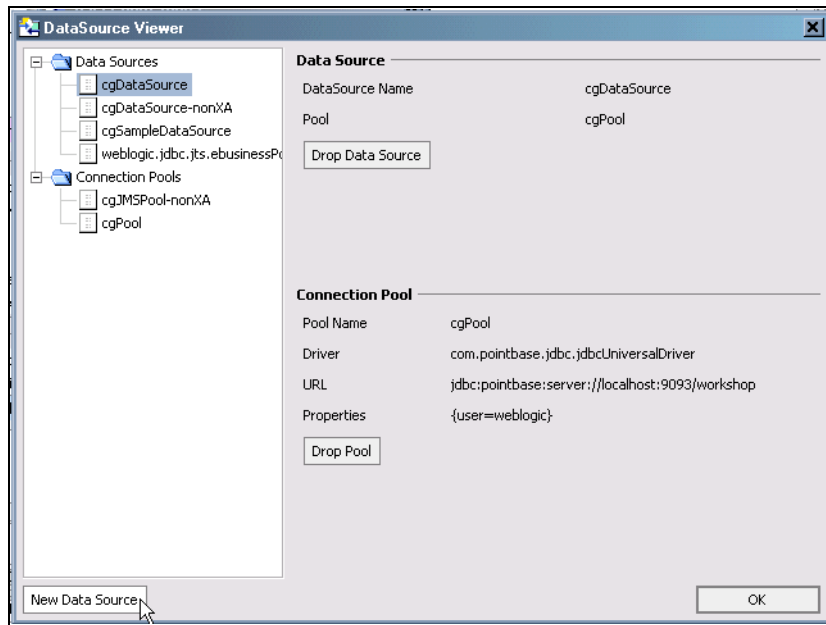 DataSource Viewer
Data Sources
cgDataSource
cgDataSource-nonXA
cgSampleDataSource
weblogic.jdbc.jts.ebusinessPo
Connection Pools
cgJMSPool-nonXA
cgPool
Data Source
DataSource Name cgDataSource
Pool cgPool
Drop Data Source
Connection Pool
Pool Name cgPool
Driver com.pointbase.jdbc.jdbcUniversalDriver
URL jdbc:pointbase:server://localhost:9093/workshop
Properties {user=weblogic}
Drop Pool
New Data Source
OK